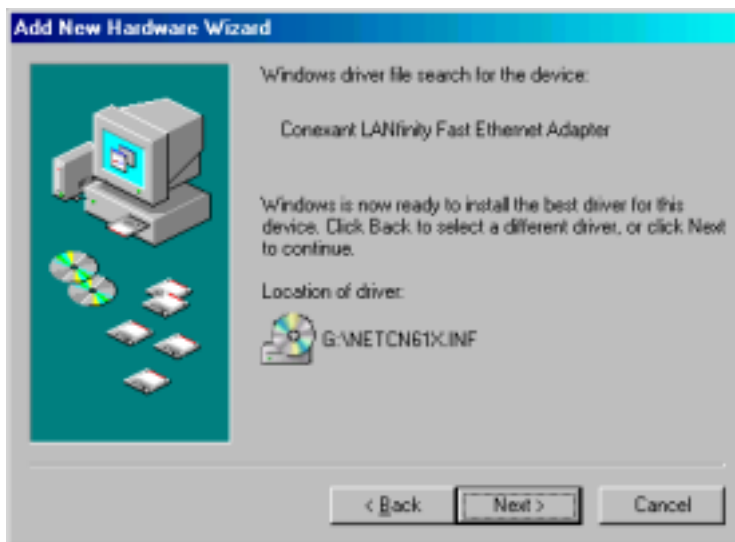 Add New Hardware Wizard
Windows driver file search for the device:
Conexant LANfinity Fast Ethernet Adapter
Windows is now ready to install the best driver for this
device. Click Back to select a different driver, or click Next
to continue.
Location of driver:
G:\NETCN61X.INF
< Back
Next >
Cancel